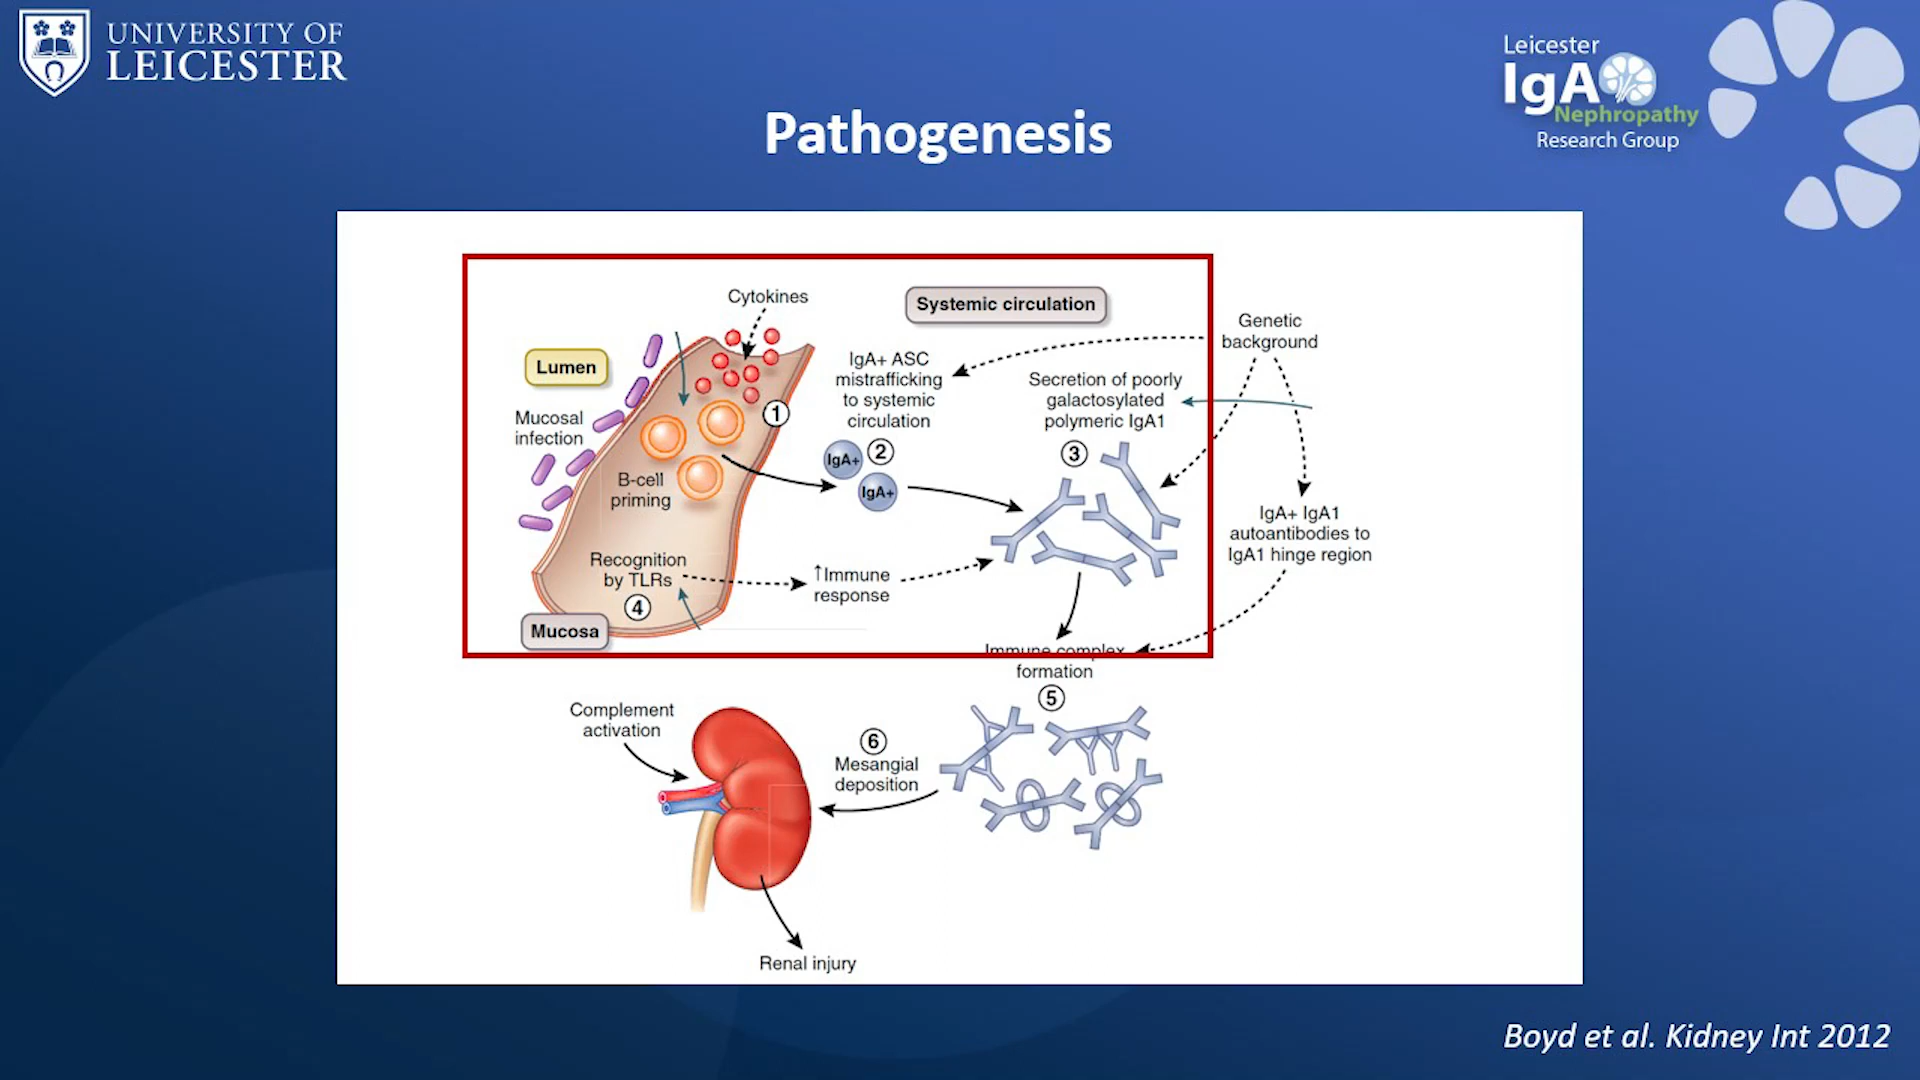 UNIVERSITY OF
LEICESTER
Leicester
IgA
Nephropathy
Research Group
Pathogenesis
Cytokines
Systemic circulation
Lumen
Genetic
background
IgA+ ASC
mistrafficking
to systemic
circulation
Secretion of poorly
galactosylated
polymeric IgA1
Mucosal
infection
1
2
3
IgA+
IgA+
B-cell
priming
IgA+ IgA1
autoantibodies to
IgA1 hinge region
Recognition
by TLRs
4
↑Immune
response
Mucosa
Immune complex
formation
5
Complement
activation
6
Mesangial
deposition
Renal injury
Boyd et al. Kidney Int 2012